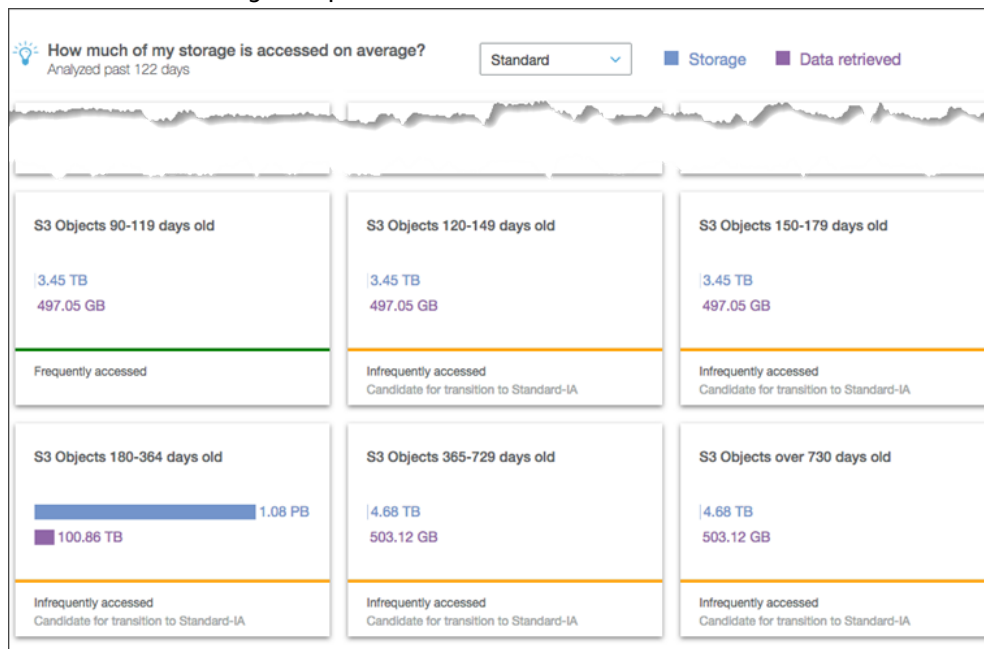 How much of my storage is accessed on average?
Analyzed past 122 days
Standard
Storage
Data retrieved
S3 Objects 90-119 days old
3.45 TB
497.05 GB
Frequently accessed
S3 Objects 120-149 days old
3.45 TB
497.05 GB
Infrequently accessed
Candidate for transition to Standard-IA
S3 Objects 150-179 days old
3.45 TB
497.05 GB
Infrequently accessed
Candidate for transition to Standard-IA
S3 Objects 180-364 days old
1.08 PB
100.86 TB
Infrequently accessed
Candidate for transition to Standard-IA
S3 Objects 365-729 days old
4.68 TB
503.12 GB
Infrequently accessed
Candidate for transition to Standard-IA
S3 Objects over 730 days old
4.68 TB
503.12 GB
Infrequently accessed
Candidate for transition to Standard-IA